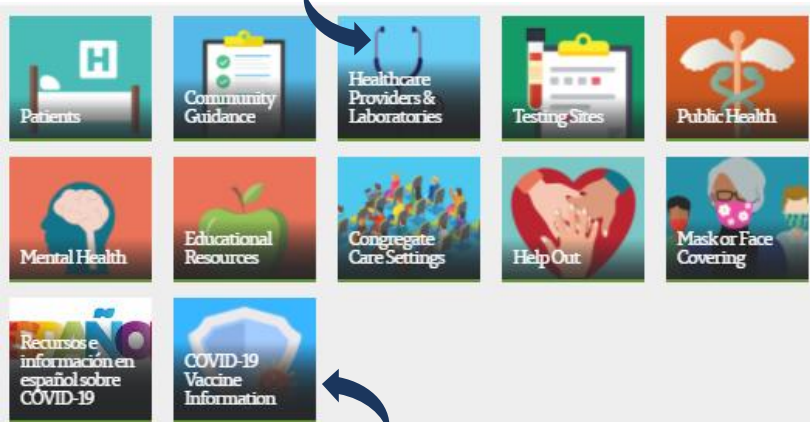 H
Patients
Community
Guidance
Healthcare
Providers &
Laboratories
Testing Sites
Public Health
Mental Health
Educational
Resources
Congregate
Care Settings
Help Out
Mask or Face
Covering
ESPAÑO
Recursos e
información en
español sobre
COVID-19
COVID-19
Vaccine
Information